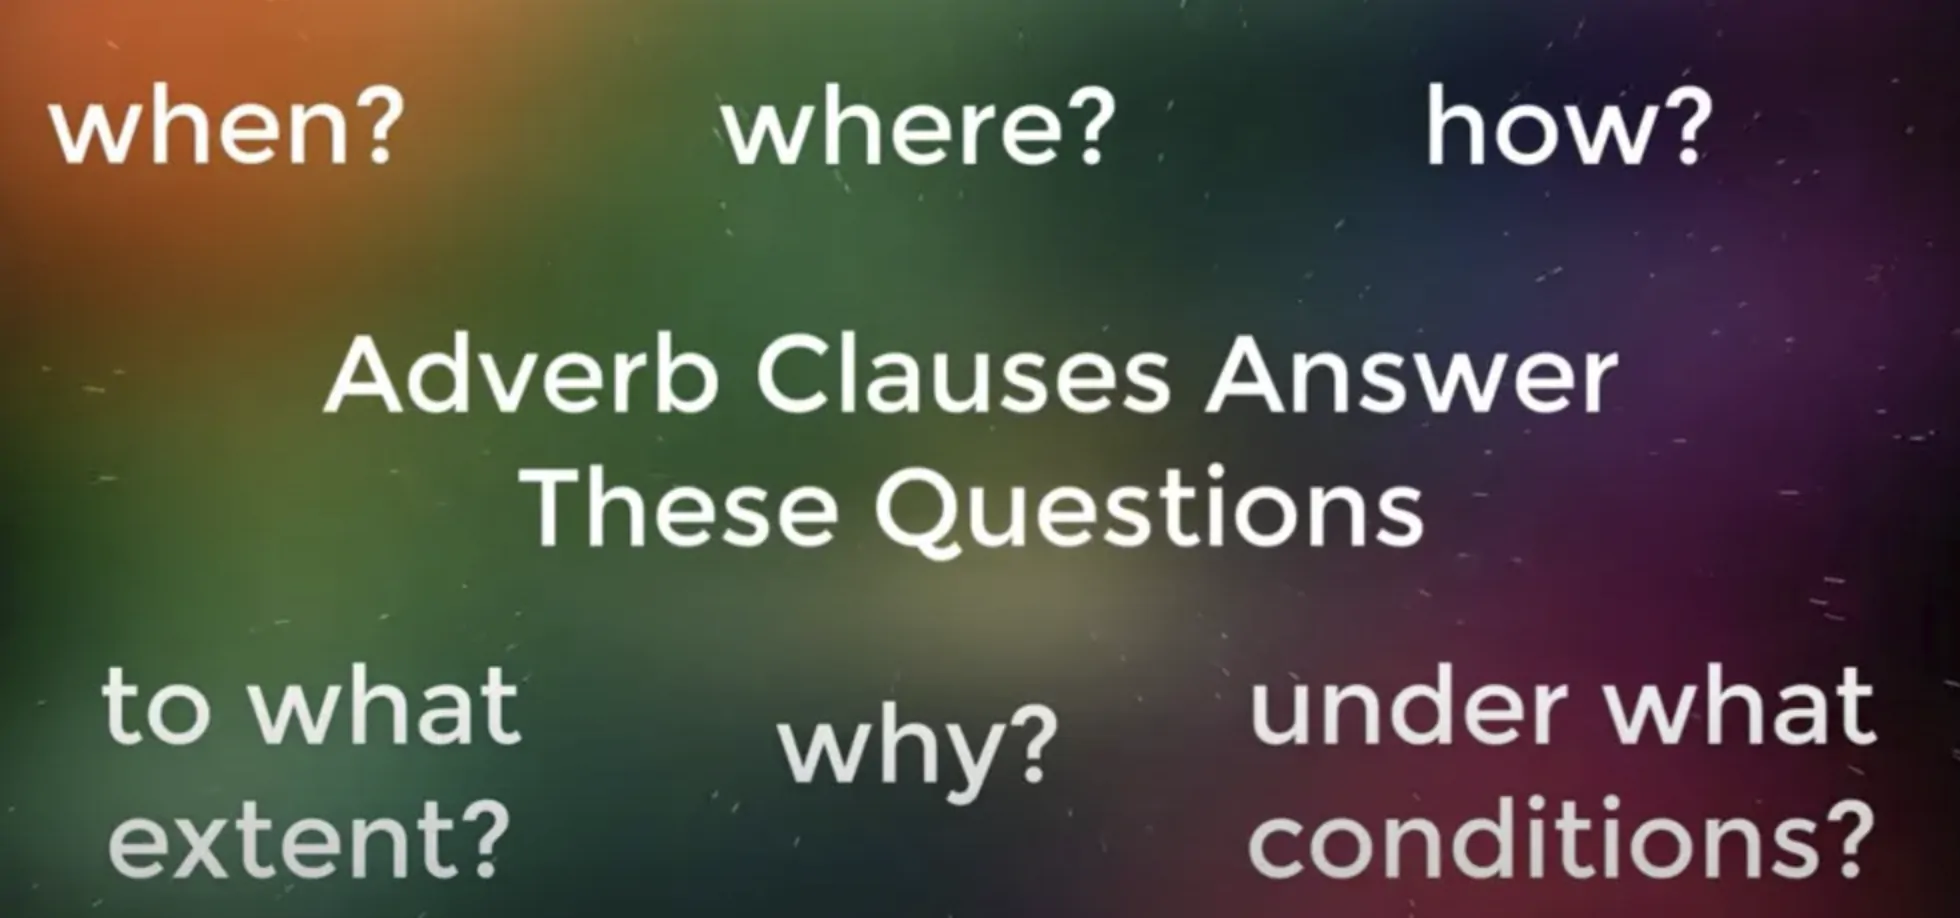 when? where? how?
Adverb Clauses Answer
These Questions
to what
extent?
why?
under what
conditions?